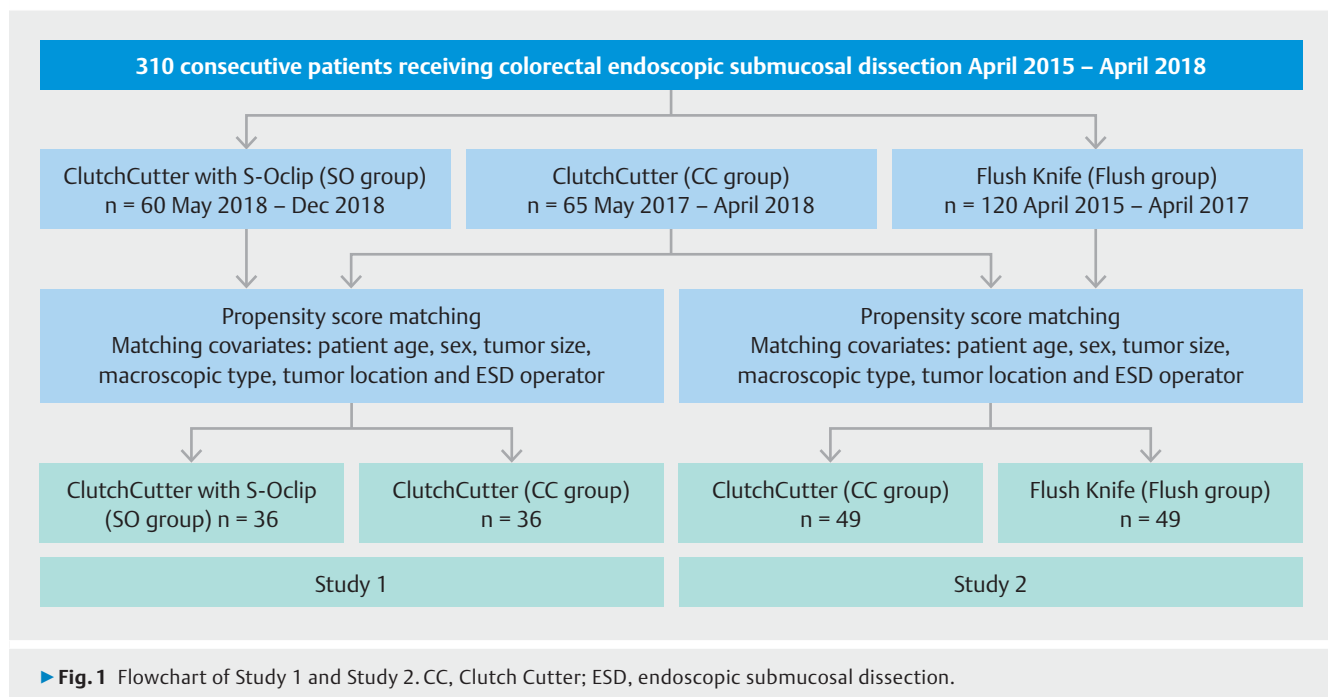 310 consecutive patients receiving colorectal endoscopic submucosal dissection April 2015 – April 2018
ClutchCutter with S-Oclip (SO group)
n = 60 May 2018 – Dec 2018
ClutchCutter (CC group)
n = 65 May 2017 – April 2018
Flush Knife (Flush group)
n = 120 April 2015 – April 2017
Propensity score matching
Matching covariates: patient age, sex, tumor size,
macroscopic type, tumor location and ESD operator
Propensity score matching
Matching covariates: patient age, sex, tumor size,
macroscopic type, tumor location and ESD operator
ClutchCutter with S-Oclip
(SO group) n = 36
ClutchCutter (CC group)
n = 36
ClutchCutter (CC group)
n = 49
Flush Knife (Flush group)
n = 49
Study 1
Study 2
▶ Fig. 1 Flowchart of Study 1 and Study 2. CC, Clutch Cutter; ESD, endoscopic submucosal dissection.